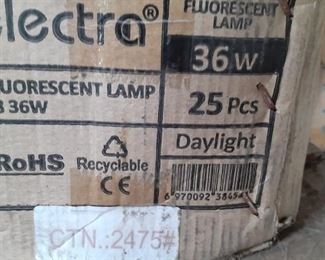 electra®
FLUORESCENT
LAMP
36w
FLUORESCENT LAMP
36W
25 Pcs
RoHS
Recyclable
CE
Daylight
CTN.:2475#